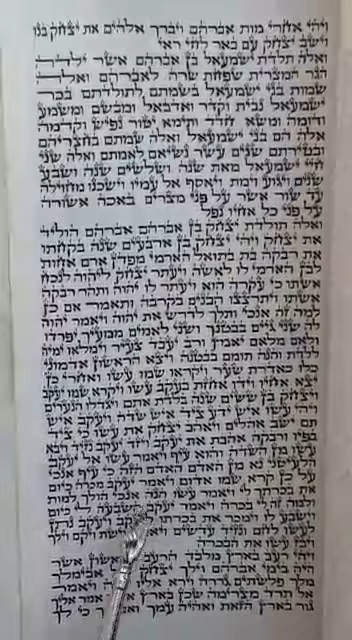 ויהי אחרי מות אברהם ויברך אלהים את יצחק בנו
וישב יצחק עם באר לחי ראי
ואלה תלדת ישמעאל בן אברהם אשר ילדה
הגר המצרית שפחת שרה לאברהם ואלה
שמות בני ישמעאל בשמתם לתולדתם בכר
ישמעאל נבית וקדר ואדבאל ומבשם ומשמע
ודומה ומשא חדד ותימא יטור נפיש וקדמה
אלה הם בני ישמעאל ואלה שמתם בחצריהם
ובטירתם שנים עשר נשיאם לאמתם ואלה שני
חיי ישמעאל מאת שנה ושלשים שנה ושבע
שנים ויגוע וימת ויאסף אל עמיו וישכנו מחוילה
עד שור אשר על פני מצרים באכה אשורה
על פני כל אחיו נפל
ואלה תולדת יצחק בן אברהם אברהם הוליד
את יצחק ויהי יצחק בן ארבעים שנה בקחתו
את רבקה בת בתואל הארמי מפדן ארם אחות
לבן הארמי לו לאשה ויעתר יצחק ליהוה לנכח
אשתו כי עקרה הוא ויעתר לו יהוה ותהר רבקה
אשתו ויתרצצו הבנים בקרבה ותאמר אם כן
למה זה אנכי ותלך לדרש את יהוה ויאמר יהוה
לה שני גיים בבטנך ושני לאמים ממעיך יפרדו
ולאם מלאם יאמץ ורב יעבד צעיר וימלאו ימיה
ללדת והנה תומם בבטנה ויצא הראשון אדמוני
כלו כאדרת שער ויקראו שמו עשו ואחרי כן
יצא אחיו וידו אחזת בעקב עשו ויקרא שמו יעקב
ויצחק בן ששים שנה בלדת אתם ויגדלו הנערים
ויהי עשו איש ידע ציד איש שדה ויעקב איש
תם ישב אהלים ויאהב יצחק את עשו כי ציד
בפיו ורבקה אהבת את יעקב ויזד יעקב נזיד ויבא
עשו מן השדה והוא עיף ויאמר עשו אל יעקב
הלעיטני נא מן האדם האדם הזה כי עיף אנכי
על כן קרא שמו אדום ויאמר יעקב מכרה כיום
את בכרתך לי ויאמר עשו הנה אנכי הולך למות
ולמה זה לי בכרה ויאמר השבעה לי כיום
וישבע לו וימכר את בכרתו ויעקב נתן
לעשו לחם ונזיד עדשים וישת ויקם וילך
ויבז עשו את הבכרה
ויהי רעב בארץ מלבד הרעב אשר
היה בימי אברהם וילך יצחק אבימלך
מלך פלשתים גררה וירא אליו ויאמר
אל תרד מצרימה שכן בארץ אמר אליך
גור בארץ הזאת ואהיה עמך כי לך